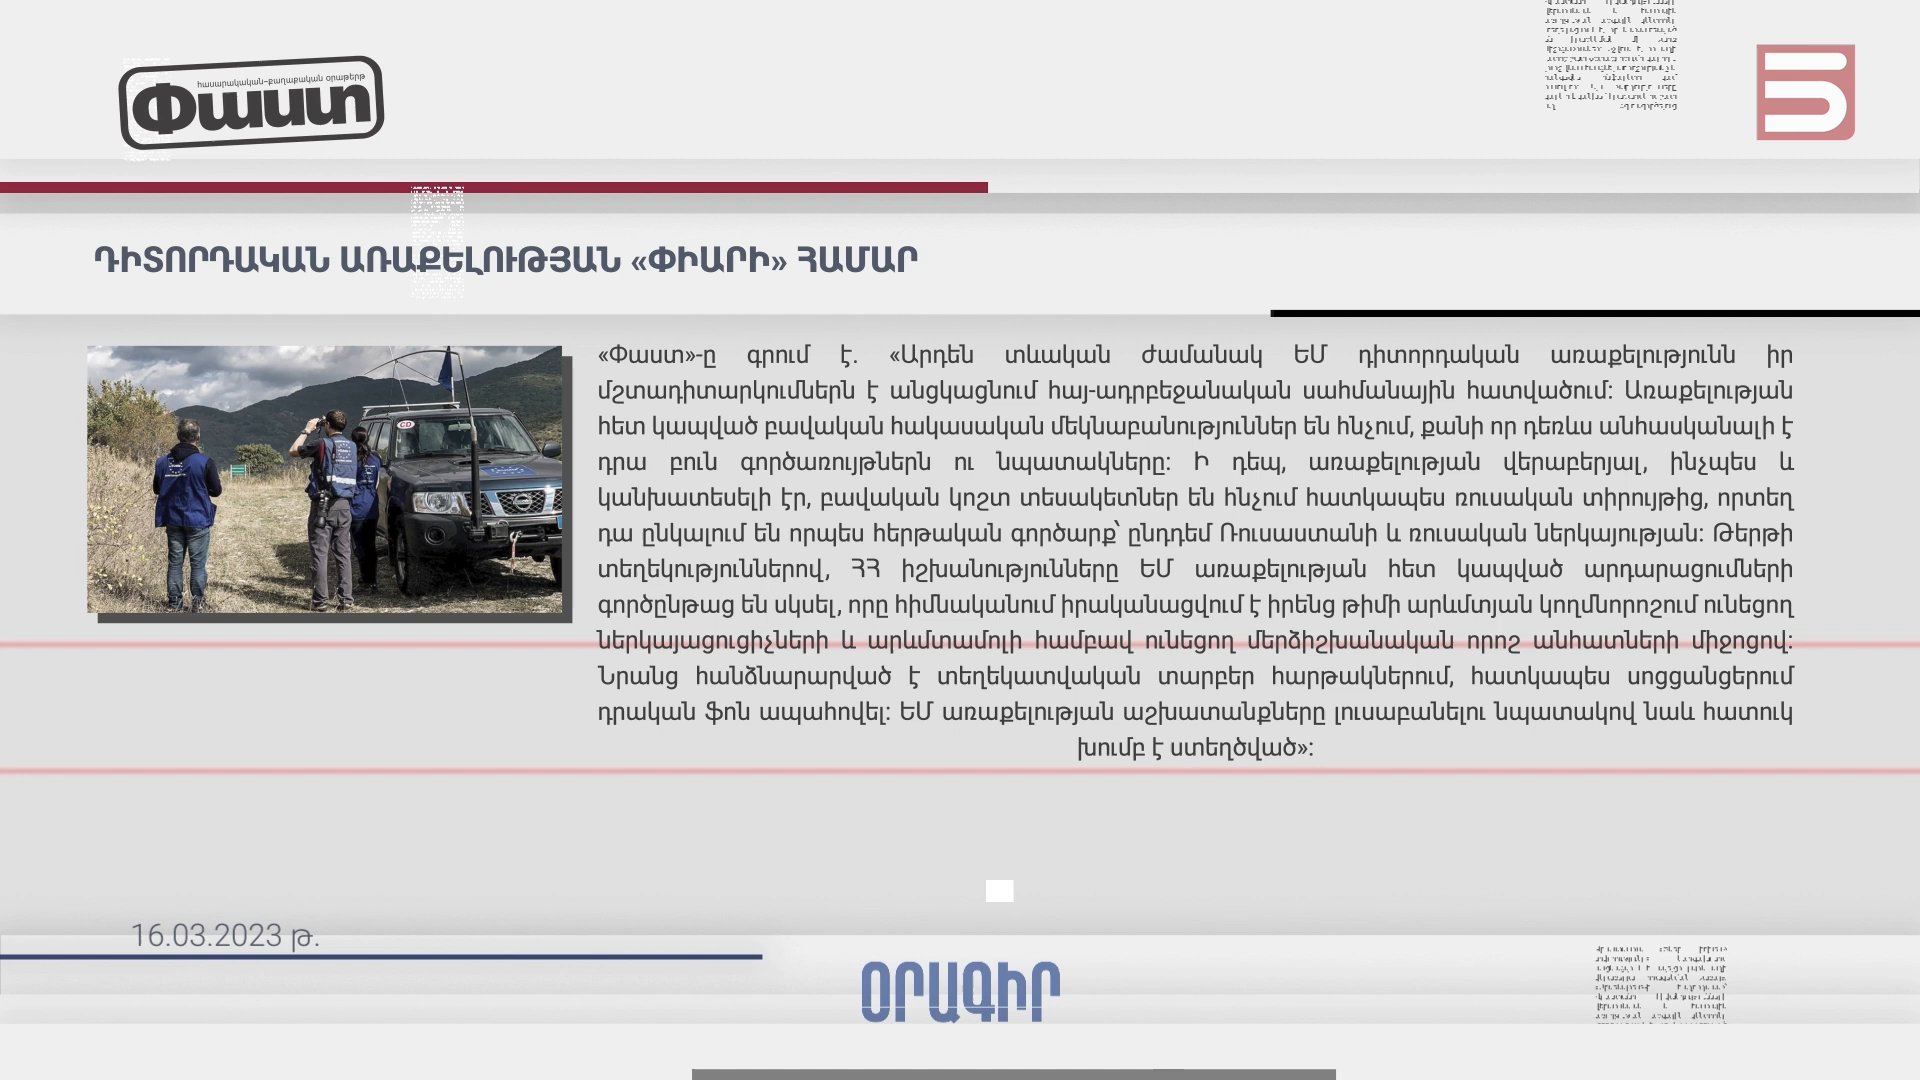 հասարակական-քաղաքական օրաթերթ
Փաստ
ԴԻՏՈՐԴԱԿԱՆ ԱՌԱՔԵԼՈՒԹՅԱՆ «ՓԻԱՐԻ» ՀԱՄԱՐ
«Փաստ»-ը գրում է. «Արդեն տևական ժամանակ ԵՄ դիտորդական առաքելությունն իր
մշտադիտարկումներն է անցկացնում հայ-ադրբեջանական սահմանային հատվածում: Առաքելության
հետ կապված բավական հակասական մեկնաբանություններ են հնչում, քանի որ դեռևս անհասկանալի է
դրա բուն գործառույթներն ու նպատակները: Ի դեպ, առաքելության վերաբերյալ, ինչպես և
կանխատեսելի էր, բավական կոշտ տեսակետներ են հնչում հատկապես ռուսական տիրույթից, որտեղ
դա ընկալում են որպես հերթական գործարք՝ ընդդեմ Ռուսաստանի և ռուսական ներկայության: Թերթի
տեղեկություններով, ՀՀ իշխանությունները ԵՄ առաքելության հետ կապված արդարացումների
գործընթաց են սկսել, որը հիմնականում իրականացվում է իրենց թիմի արևմտյան կողմնորոշում ունեցող
ներկայացուցիչների և արևմտամոլի համբավ ունեցող մերձիշխանական որոշ անհատների միջոցով:
Նրանց հանձնարարված է տեղեկատվական տարբեր հարթակներում, հատկապես սոցցանցերում
դրական ֆոն ապահովել: ԵՄ առաքելության աշխատանքները լուսաբանելու նպատակով նաև հատուկ
խումբ է ստեղծված»:
16.03.2023 թ.
ՕՐԱԳԻՐ